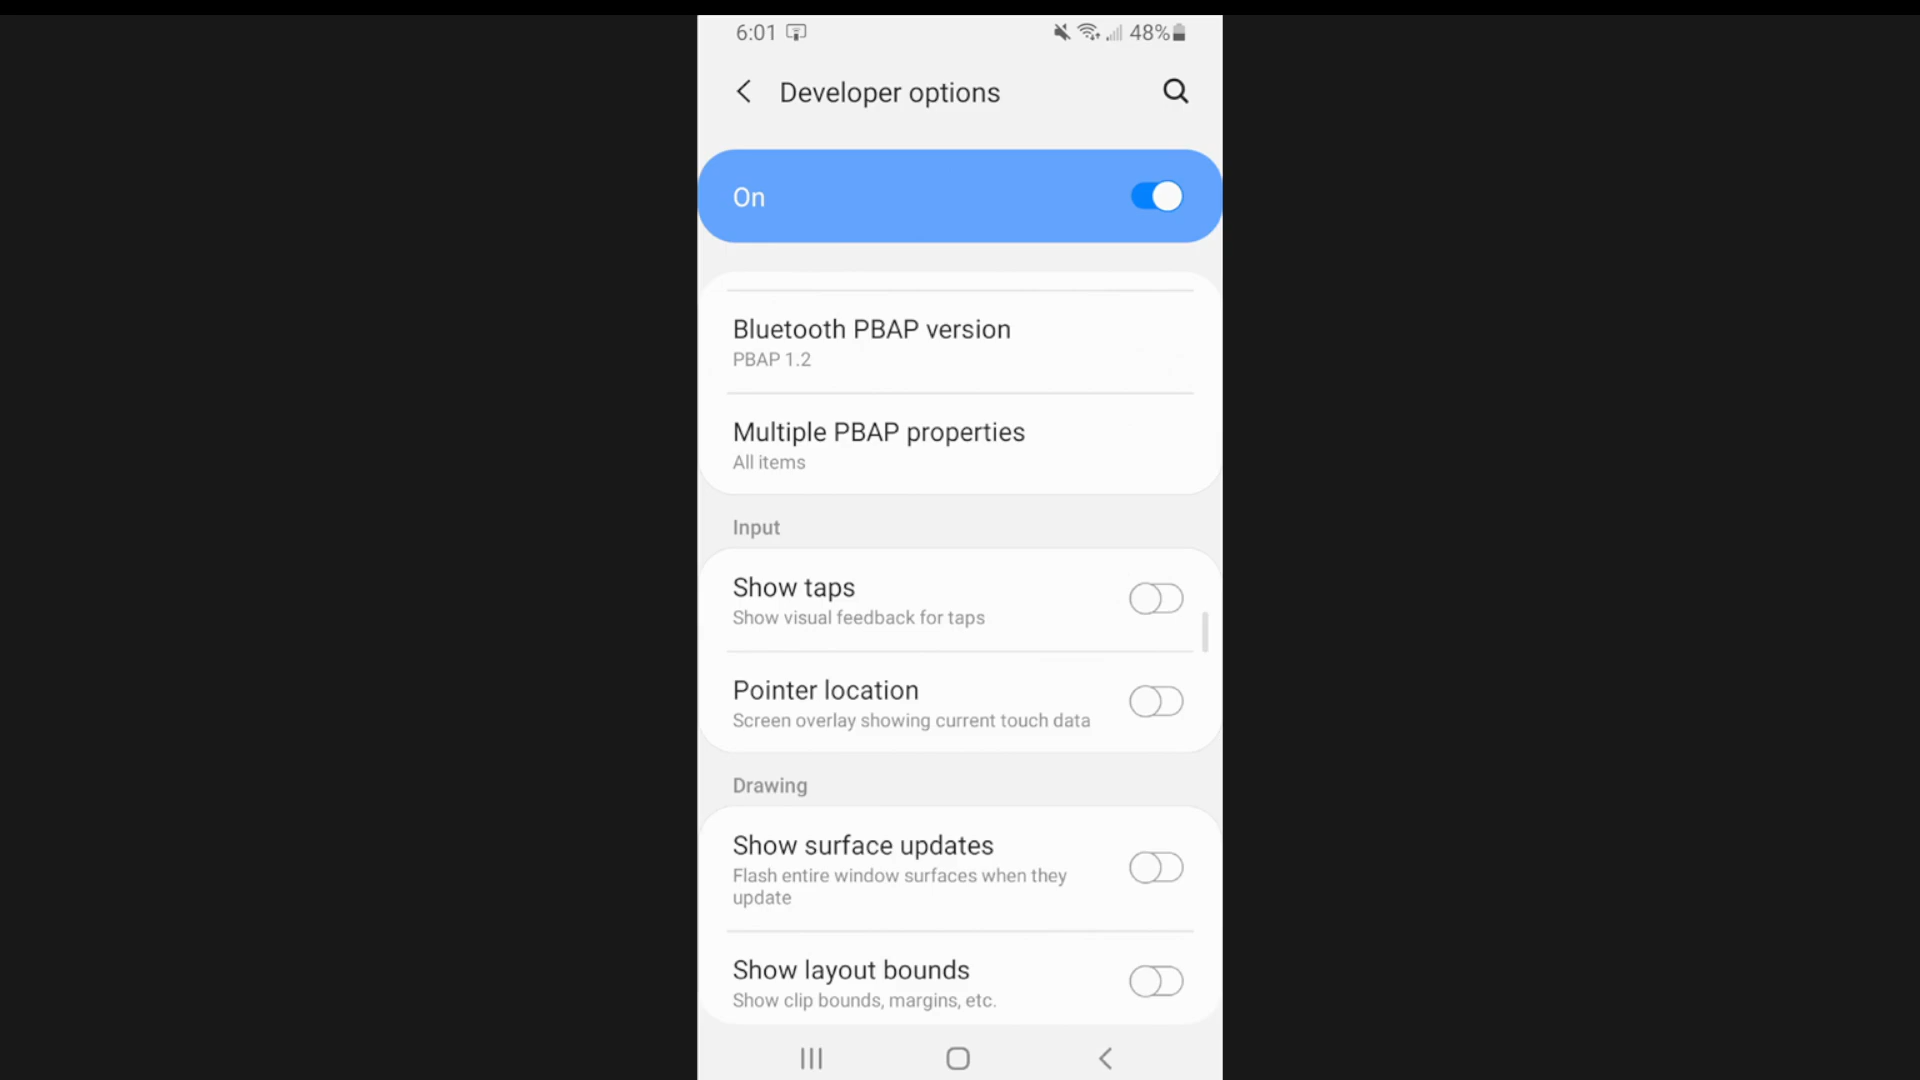 6:01
48%
Developer options
On
Bluetooth PBAP version
PBAP 1.2
Multiple PBAP properties
All items
Input
Show taps
Show visual feedback for taps
Pointer location
Screen overlay showing current touch data
Drawing
Show surface updates
Flash entire window surfaces when they
update
Show layout bounds
Show clip bounds, margins, etc.